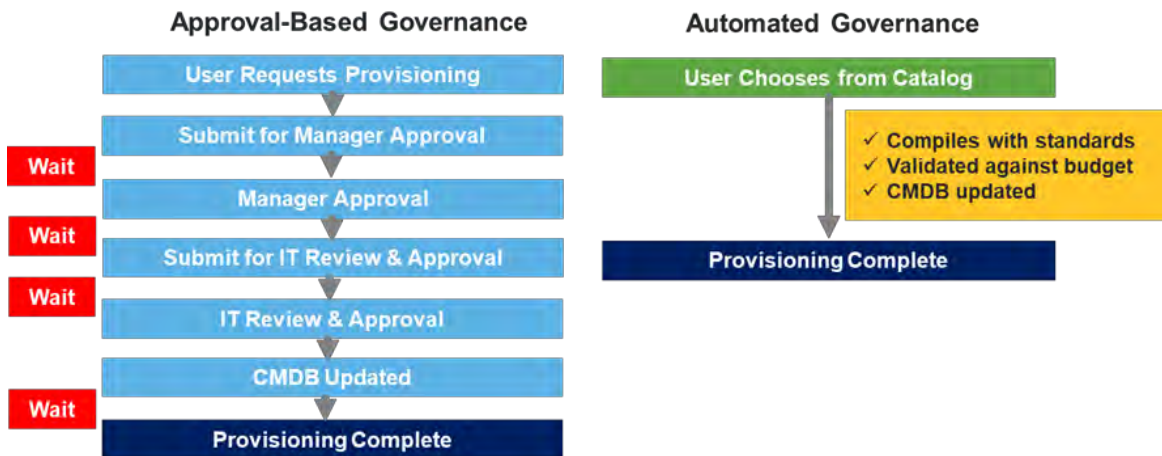 Approval-Based Governance
User Requests Provisioning
Submit for Manager Approval
Wait
Manager Approval
Wait
Submit for IT Review & Approval
Wait
IT Review & Approval
CMDB Updated
Wait
Provisioning Complete
Automated Governance
User Chooses from Catalog
✓ Compiles with standards
✓ Validated against budget
✓ CMDB updated
Provisioning Complete